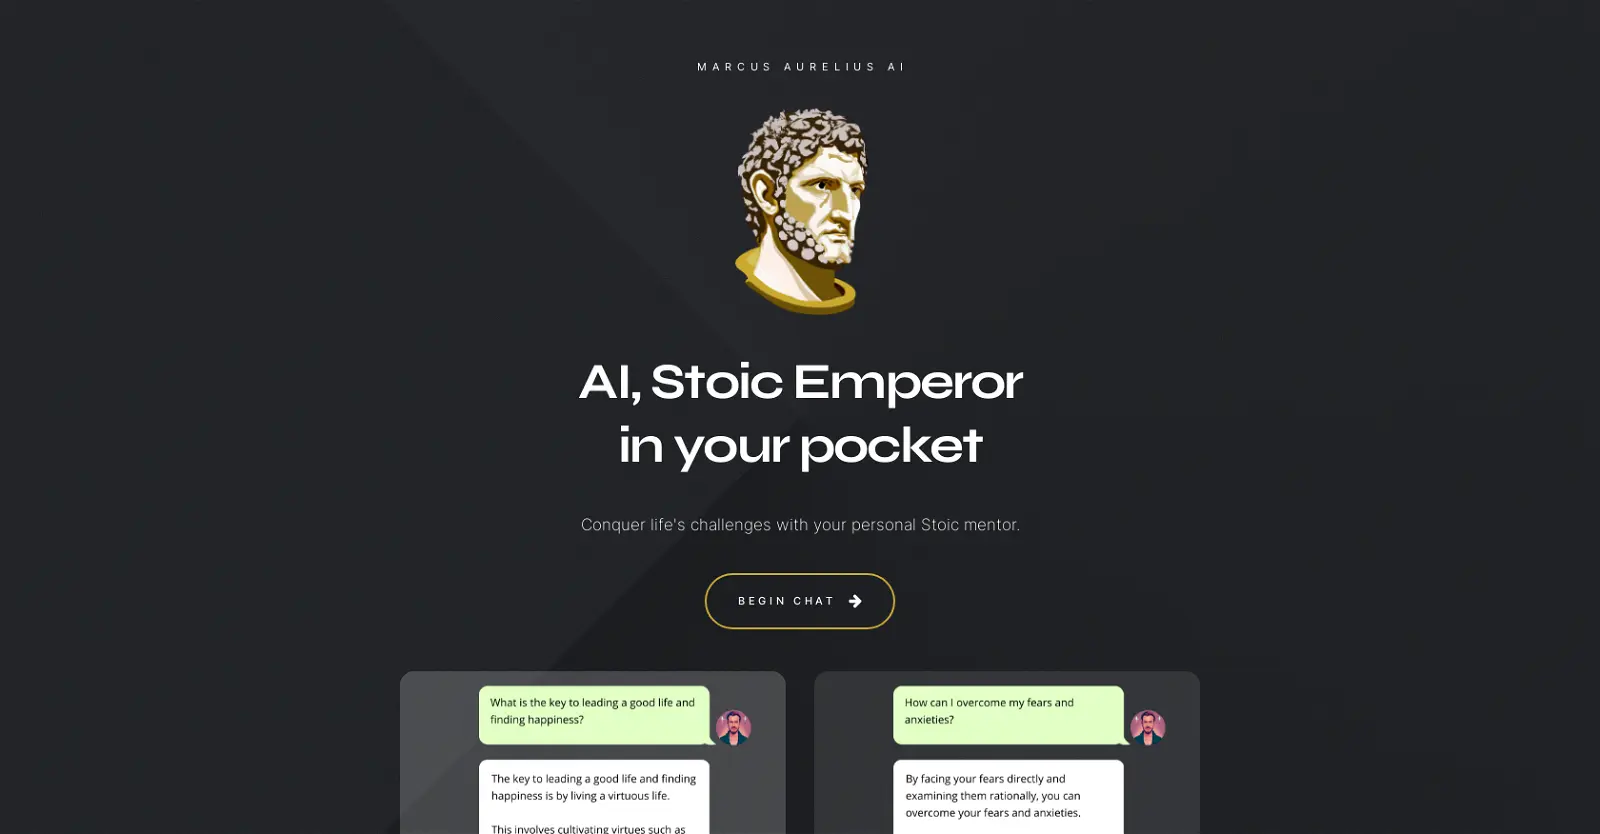 MARCUS AURELIUS AI
AI, Stoic Emperor
in your pocket
Conquer life's challenges with your personal Stoic mentor.
BEGIN CHAT
What is the key to leading a good life and
finding happiness?
The key to leading a good life and finding
happiness is by living a virtuous life.
This involves cultivating virtues such as
How can I overcome my fears and
anxieties?
By facing your fears directly and
examining them rationally, you can
overcome your fears and anxieties.